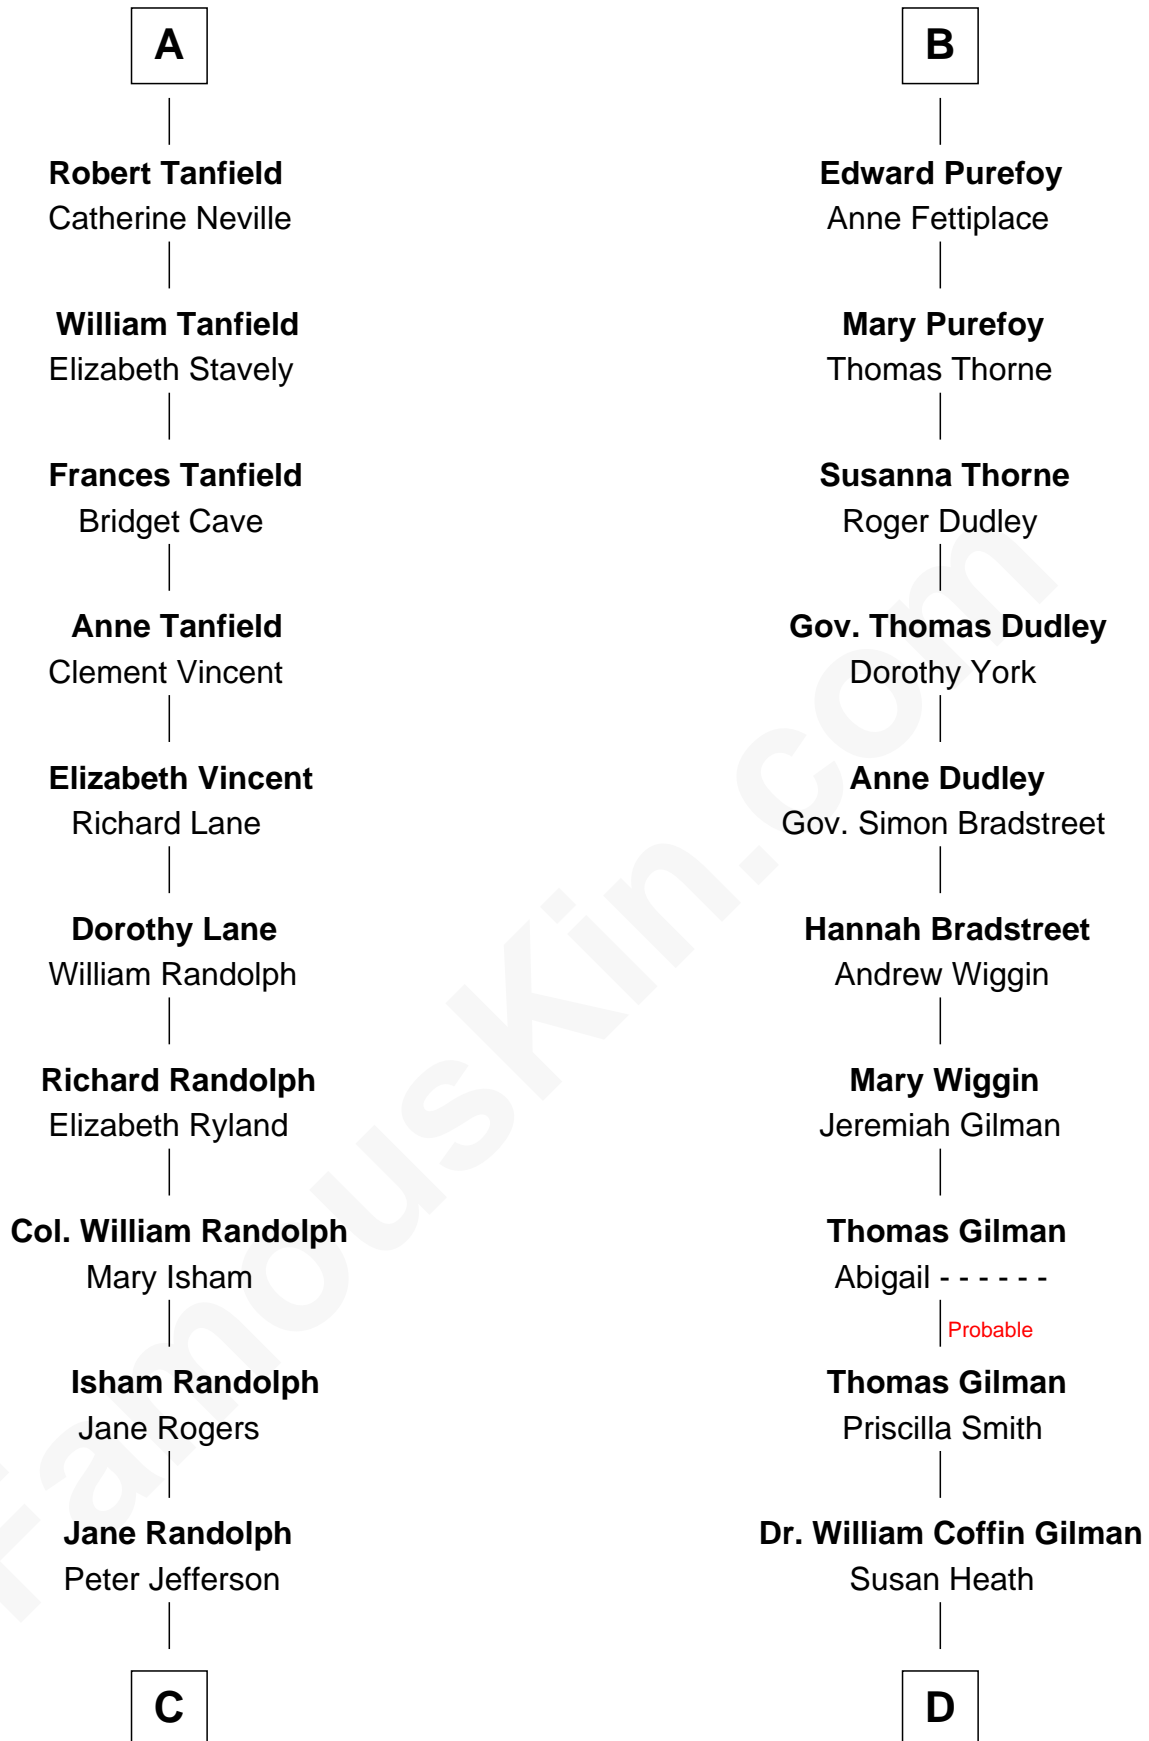 A
Robert Tanfield
Catherine Neville
William Tanfield
Elizabeth Stavely
Frances Tanfield
Bridget Cave
Anne Tanfield
Clement Vincent
Elizabeth Vincent
Richard Lane
Dorothy Lane
William Randolph
Richard Randolph
Elizabeth Ryland
Col. William Randolph
Mary Isham
Isham Randolph
Jane Rogers
Jane Randolph
Peter Jefferson
C
B
Edward Purefoy
Anne Fettiplace
Mary Purefoy
Thomas Thorne
Susanna Thorne
Roger Dudley
Gov. Thomas Dudley
Dorothy York
Anne Dudley
Gov. Simon Bradstreet
Hannah Bradstreet
Andrew Wiggin
Mary Wiggin
Jeremiah Gilman
Thomas Gilman
Abigail - - - - - -
Probable
Thomas Gilman
Priscilla Smith
Dr. William Coffin Gilman
Susan Heath
D
FamousKin.com